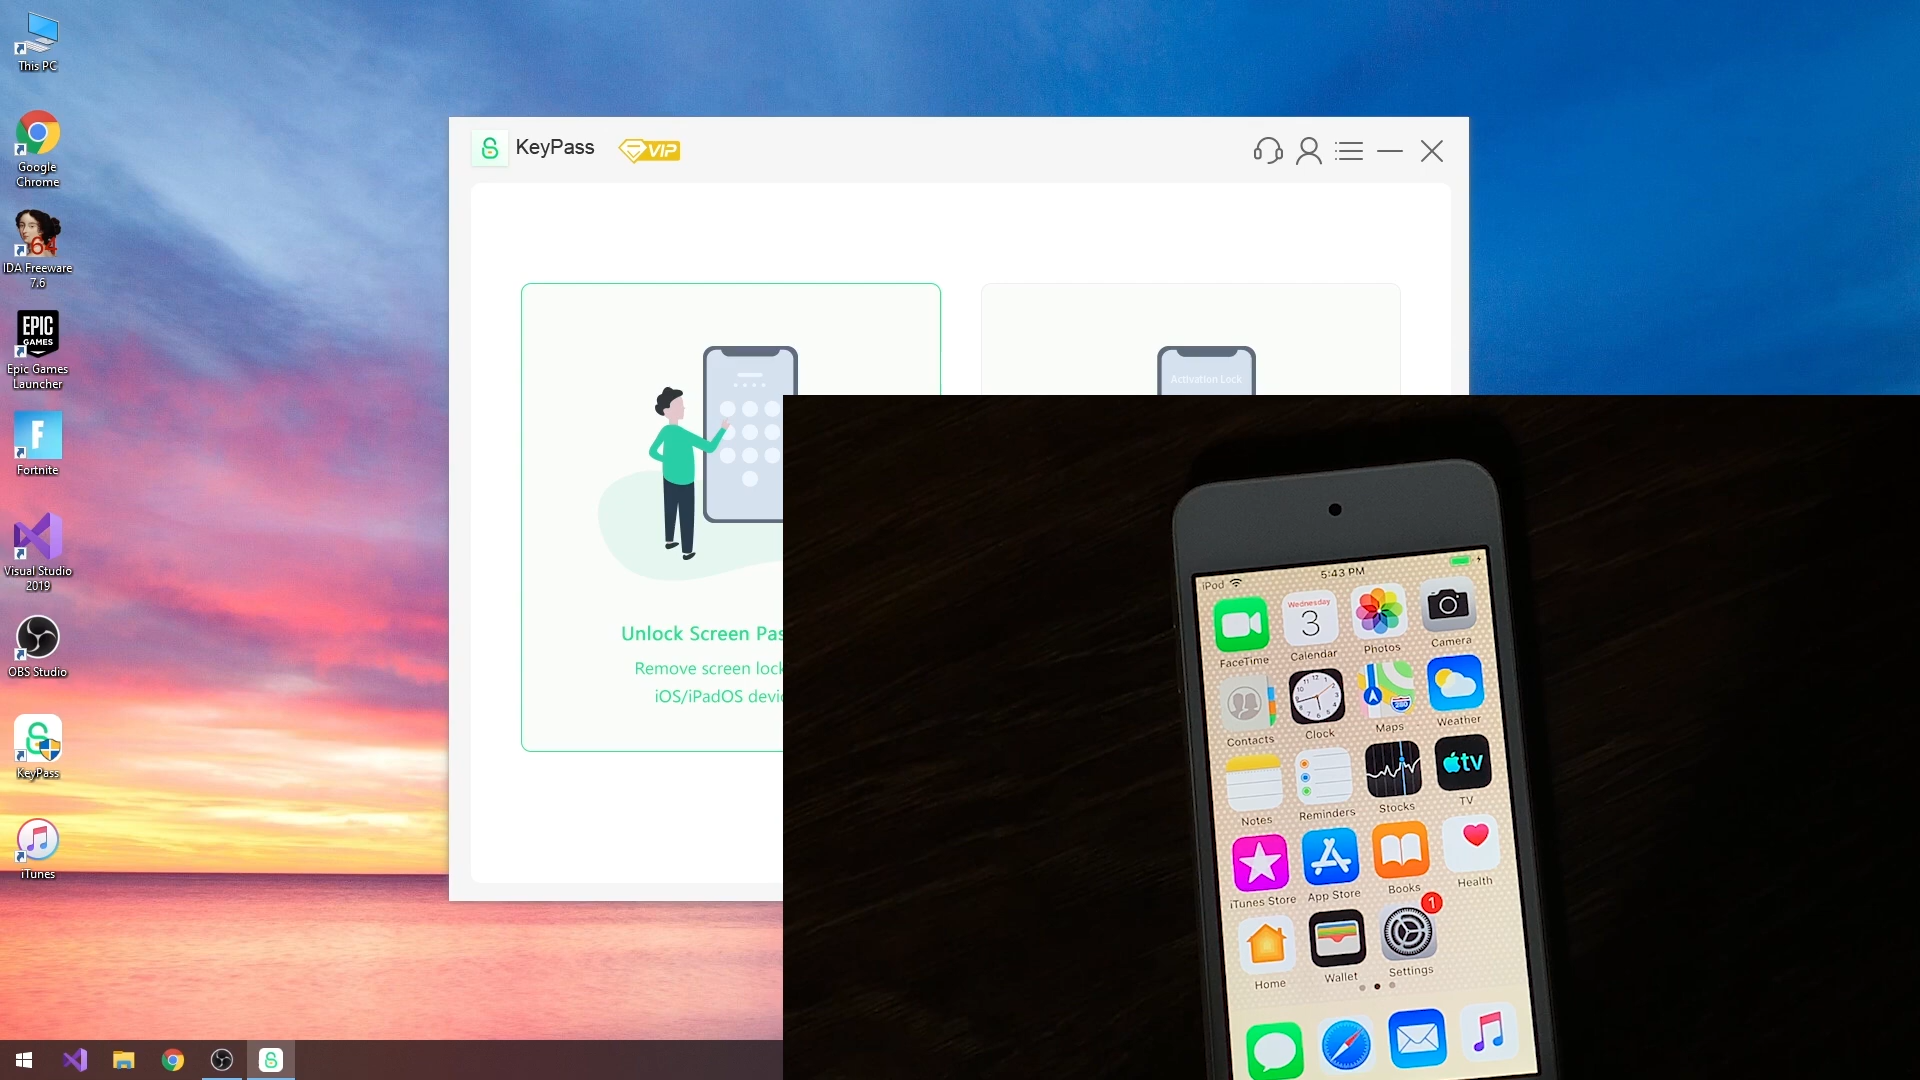 This PC
Google
Chrome
64
IDA Freeware
7.6
EPIC
GAMES
Epic Games
Launcher
F
Fortnite
Visual Studio
2019
OBS Studio
KeyPass
iTunes
KeyPass
VIP
Activation Lock
Unlock Screen Pas
Remove screen lock
iOS/iPadOS devic
iPod
5:43 PM
FaceTime
Wednesday
3
Calendar
Photos
Camera
Contacts
Clock
280
Maps
Weather
Notes
Reminders
Stocks
tv
TV
iTunes Store
App Store
Books
Health
Home
Wallet
1
Settings